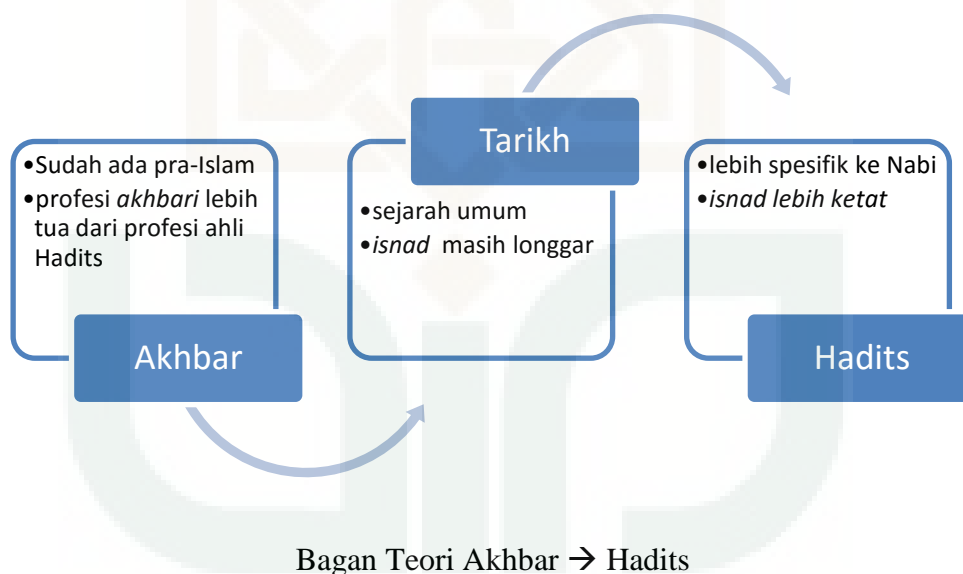 •Sudah ada pra-Islam
•profesi akhbari lebih
tua dari profesi ahli
Hadits
Akhbar
Tarikh
•sejarah umum
•isnad masih longgar
•lebih spesifik ke Nabi
•isnad lebih ketat
Hadits
Bagan Teori Akhbar → Hadits